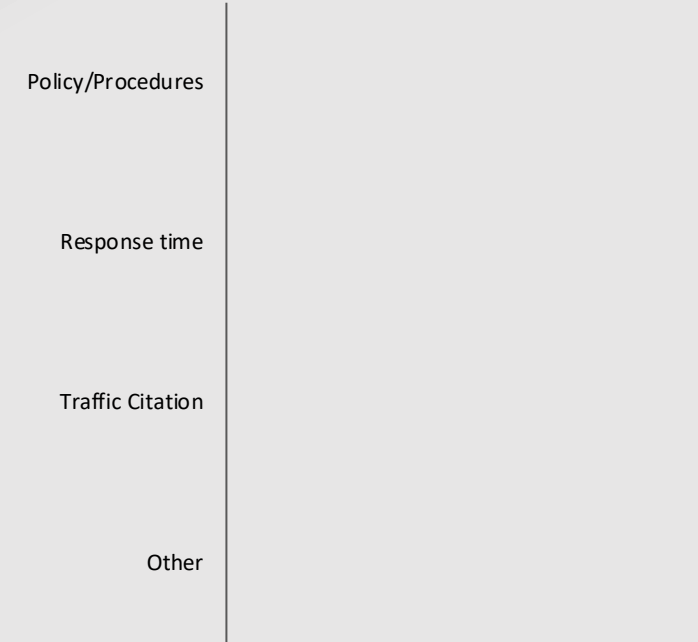 Policy/Procedures
Response time
Traffic Citation
Other